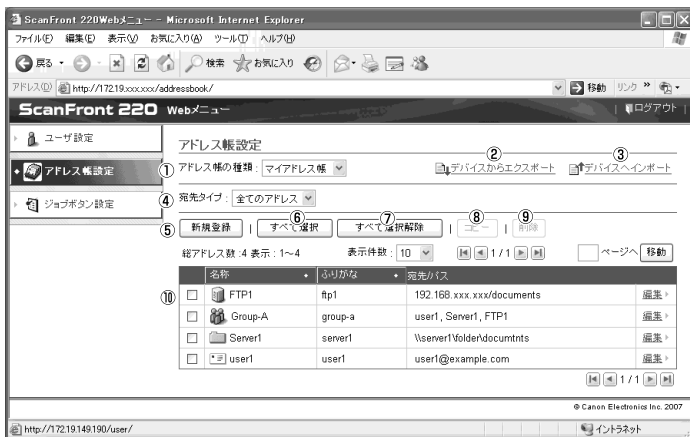 ScanFront 220Webメニュー - Microsoft Internet Explorer
ファイル(F) 編集(E) 表示(V) お気に入り(A) ツール(T) ヘルプ(H)
戻る 検索 お気に入り
アドレス(D) http://172.19.xxx.xxx/addressbook/ 移動 リンク »
ScanFront 220 Webメニュー ログアウト
ユーザ設定
アドレス帳設定
ジョブボタン設定
アドレス帳設定
① アドレス帳の種類 : マイアドレス帳 ② デバイスからエクスポート ③ デバイスへインポート
④ 宛先タイプ : 全てのアドレス
⑤ 新規登録 | ⑥ すべて選択 ⑦ すべて選択解除 | ⑧ コピー | ⑨ 削除
総アドレス数 :4 表示 : 1~4 表示件数 : 10 1 / 1 ページへ 移動
名称 ふりがな 宛先/パス
⑩ FTP1 ftp1 192.168.xxx.xxx/documents 編集
Group-A group-a user1, Server1, FTP1 編集
Server1 server1 \\server1\folder\documtnts 編集
user1 user1 user1@example.com 編集
1 / 1
© Canon Electronics Inc. 2007
http://172.19.149.190/user/ イントラネット